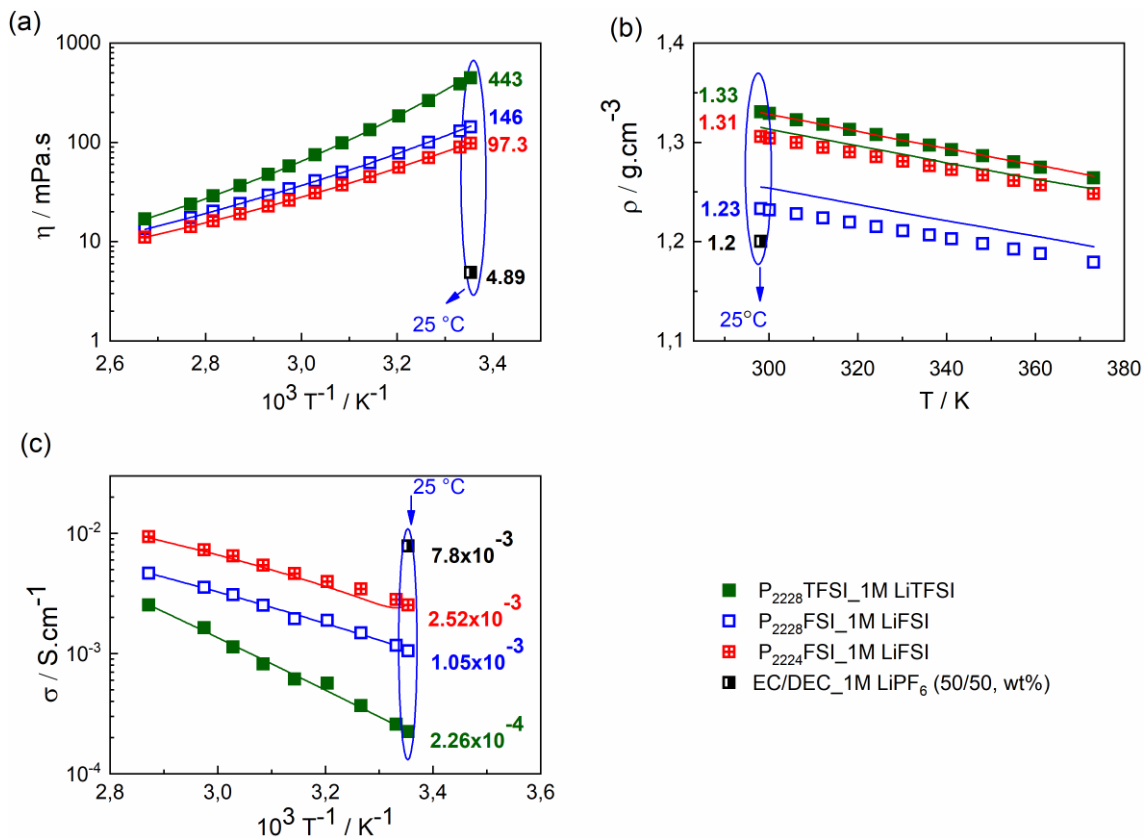 (a)
1000
100
10
1
η / mPa.s
443
146
97.3
4.89
25 °C
2,6 2,8 3,0 3,2 3,4
10³ T⁻¹ / K⁻¹
(b)
1,4
1,3
1,2
1,1
ρ / g.cm⁻³
1.33
1.31
1.23
1.2
25°C
300 320 340 360 380
T / K
(c)
10⁻²
10⁻³
10⁻⁴
σ / S.cm⁻¹
25 °C
7.8x10⁻³
2.52x10⁻³
1.05x10⁻³
2.26x10⁻⁴
2,8 3,0 3,2 3,4 3,6
10³ T⁻¹ / K⁻¹
P₂₂₂₈TFSI_1M LiTFSI
P₂₂₂₈FSI_1M LiFSI
P₂₂₂₄FSI_1M LiFSI
EC/DEC_1M LiPF₆ (50/50, wt%)